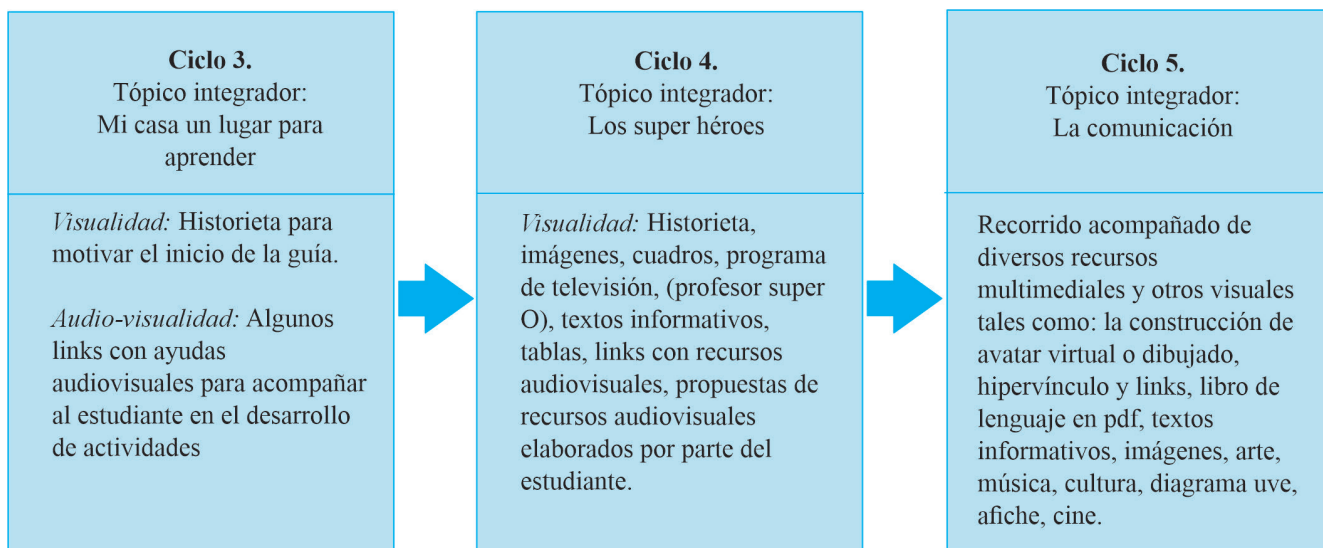 Ciclo 3.
Tópico integrador:
Mi casa un lugar para
aprender
Visualidad: Historieta para
motivar el inicio de la guía.
Audio-visualidad: Algunos
links con ayudas
audiovisuales para acompañar
al estudiante en el desarrollo
de actividades
Ciclo 4.
Tópico integrador:
Los super héroes
Visualidad: Historieta,
imágenes, cuadros, programa
de televisión, (profesor super
O), textos informativos,
tablas, links con recursos
audiovisuales, propuestas de
recursos audiovisuales
elaborados por parte del
estudiante.
Ciclo 5.
Tópico integrador:
La comunicación
Recorrido acompañado de
diversos recursos
multimediales y otros visuales
tales como: la construcción de
avatar virtual o dibujado,
hipervínculo y links, libro de
lenguaje en pdf, textos
informativos, imágenes, arte,
música, cultura, diagrama uve,
afiche, cine.